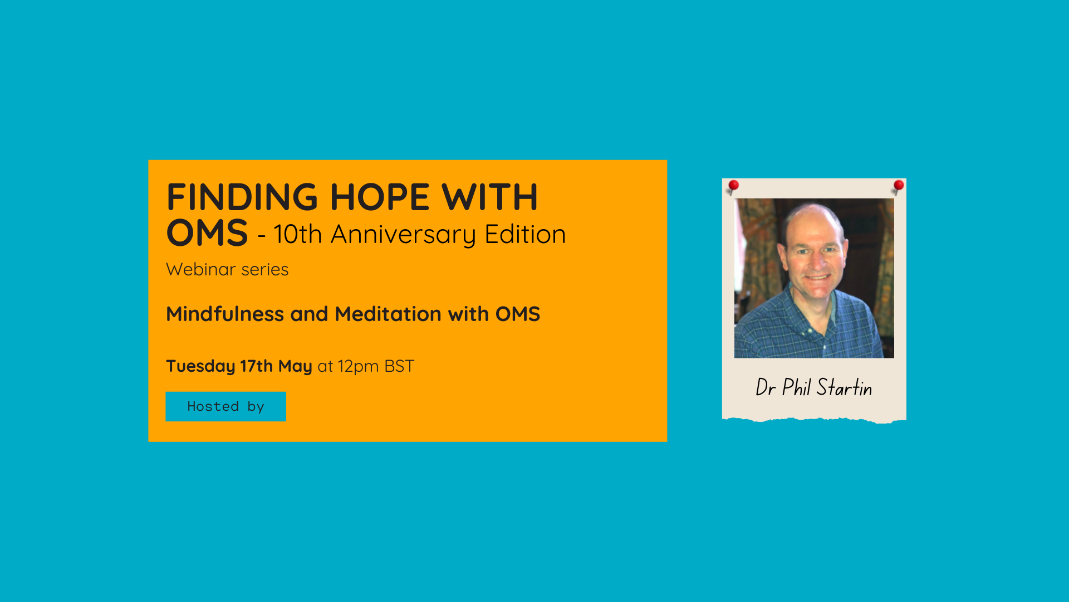 FINDING HOPE WITH
OMS - 10th Anniversary Edition
Webinar series
Mindfulness and Meditation with OMS
Tuesday 17th May at 12pm BST
Hosted by
Dr Phil Startin